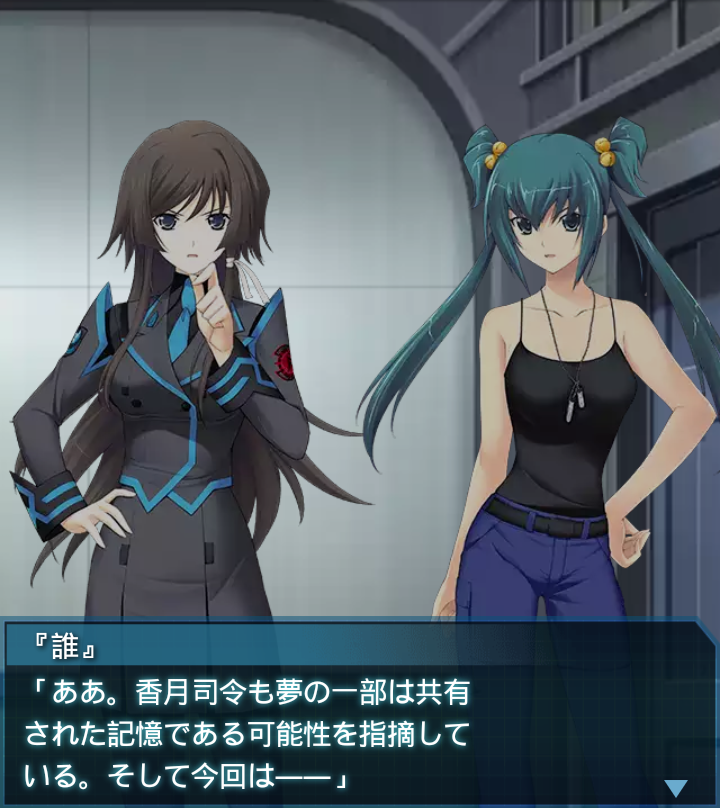 『誰』
「ああ。香月司令も夢の一部は共有
された記憶である可能性を指摘して
いる。そして今回は――」